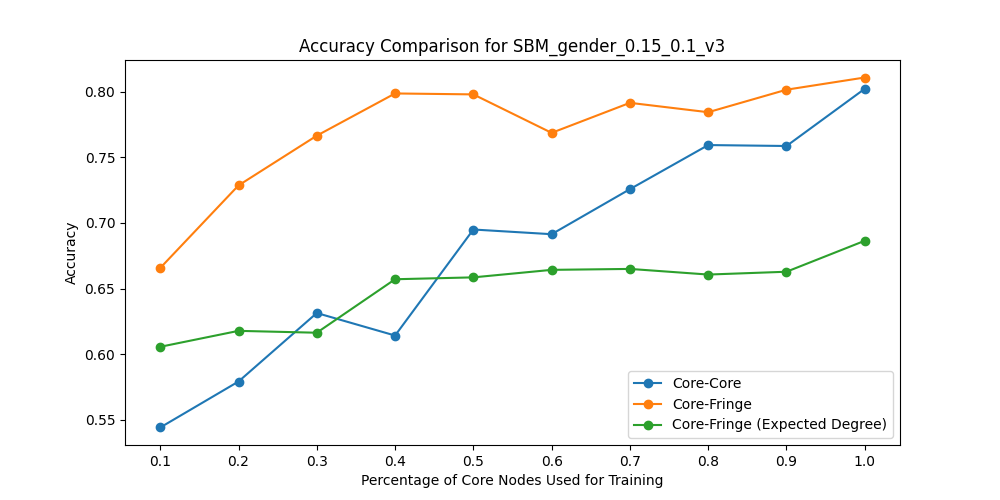 Accuracy Comparison for SBM_gender_0.15_0.1_v3
Accuracy
0.80
0.75
0.70
0.65
0.60
0.55
Core-Core
Core-Fringe
Core-Fringe (Expected Degree)
0.1 0.2 0.3 0.4 0.5 0.6 0.7 0.8 0.9 1.0
Percentage of Core Nodes Used for Training